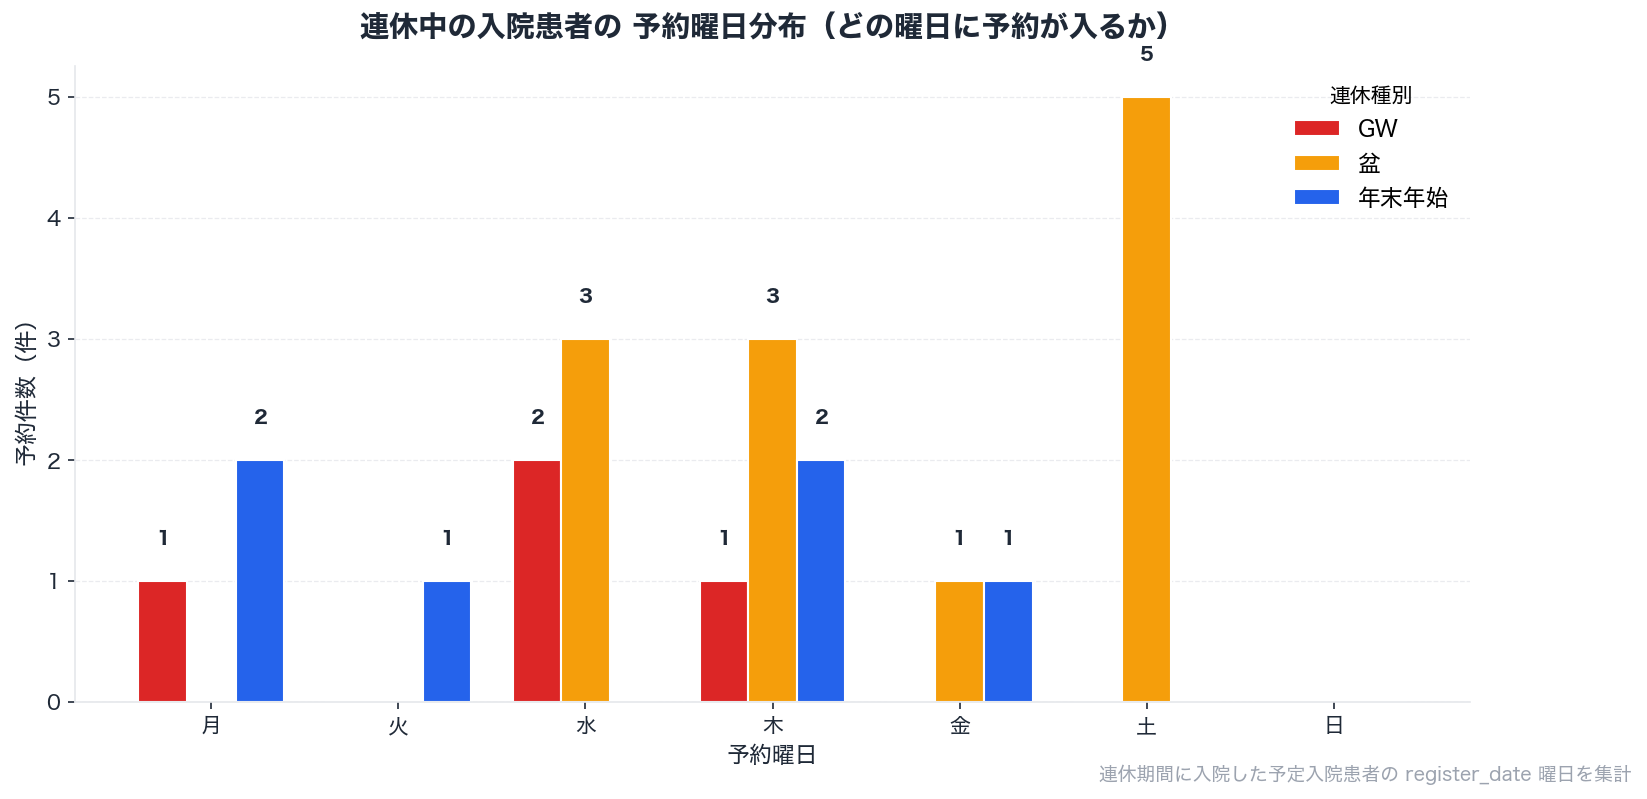 連休中の入院患者の 予約曜日分布（どの曜日に予約が入るか）
連休種別
GW
盆
年末年始
予約件数（件）
5
4
3
2
1
0
1
2
1
2
3
1
3
2
1
1
5
月
火
水
木
金
土
日
予約曜日
連休期間に入院した予定入院患者の register_date 曜日を集計